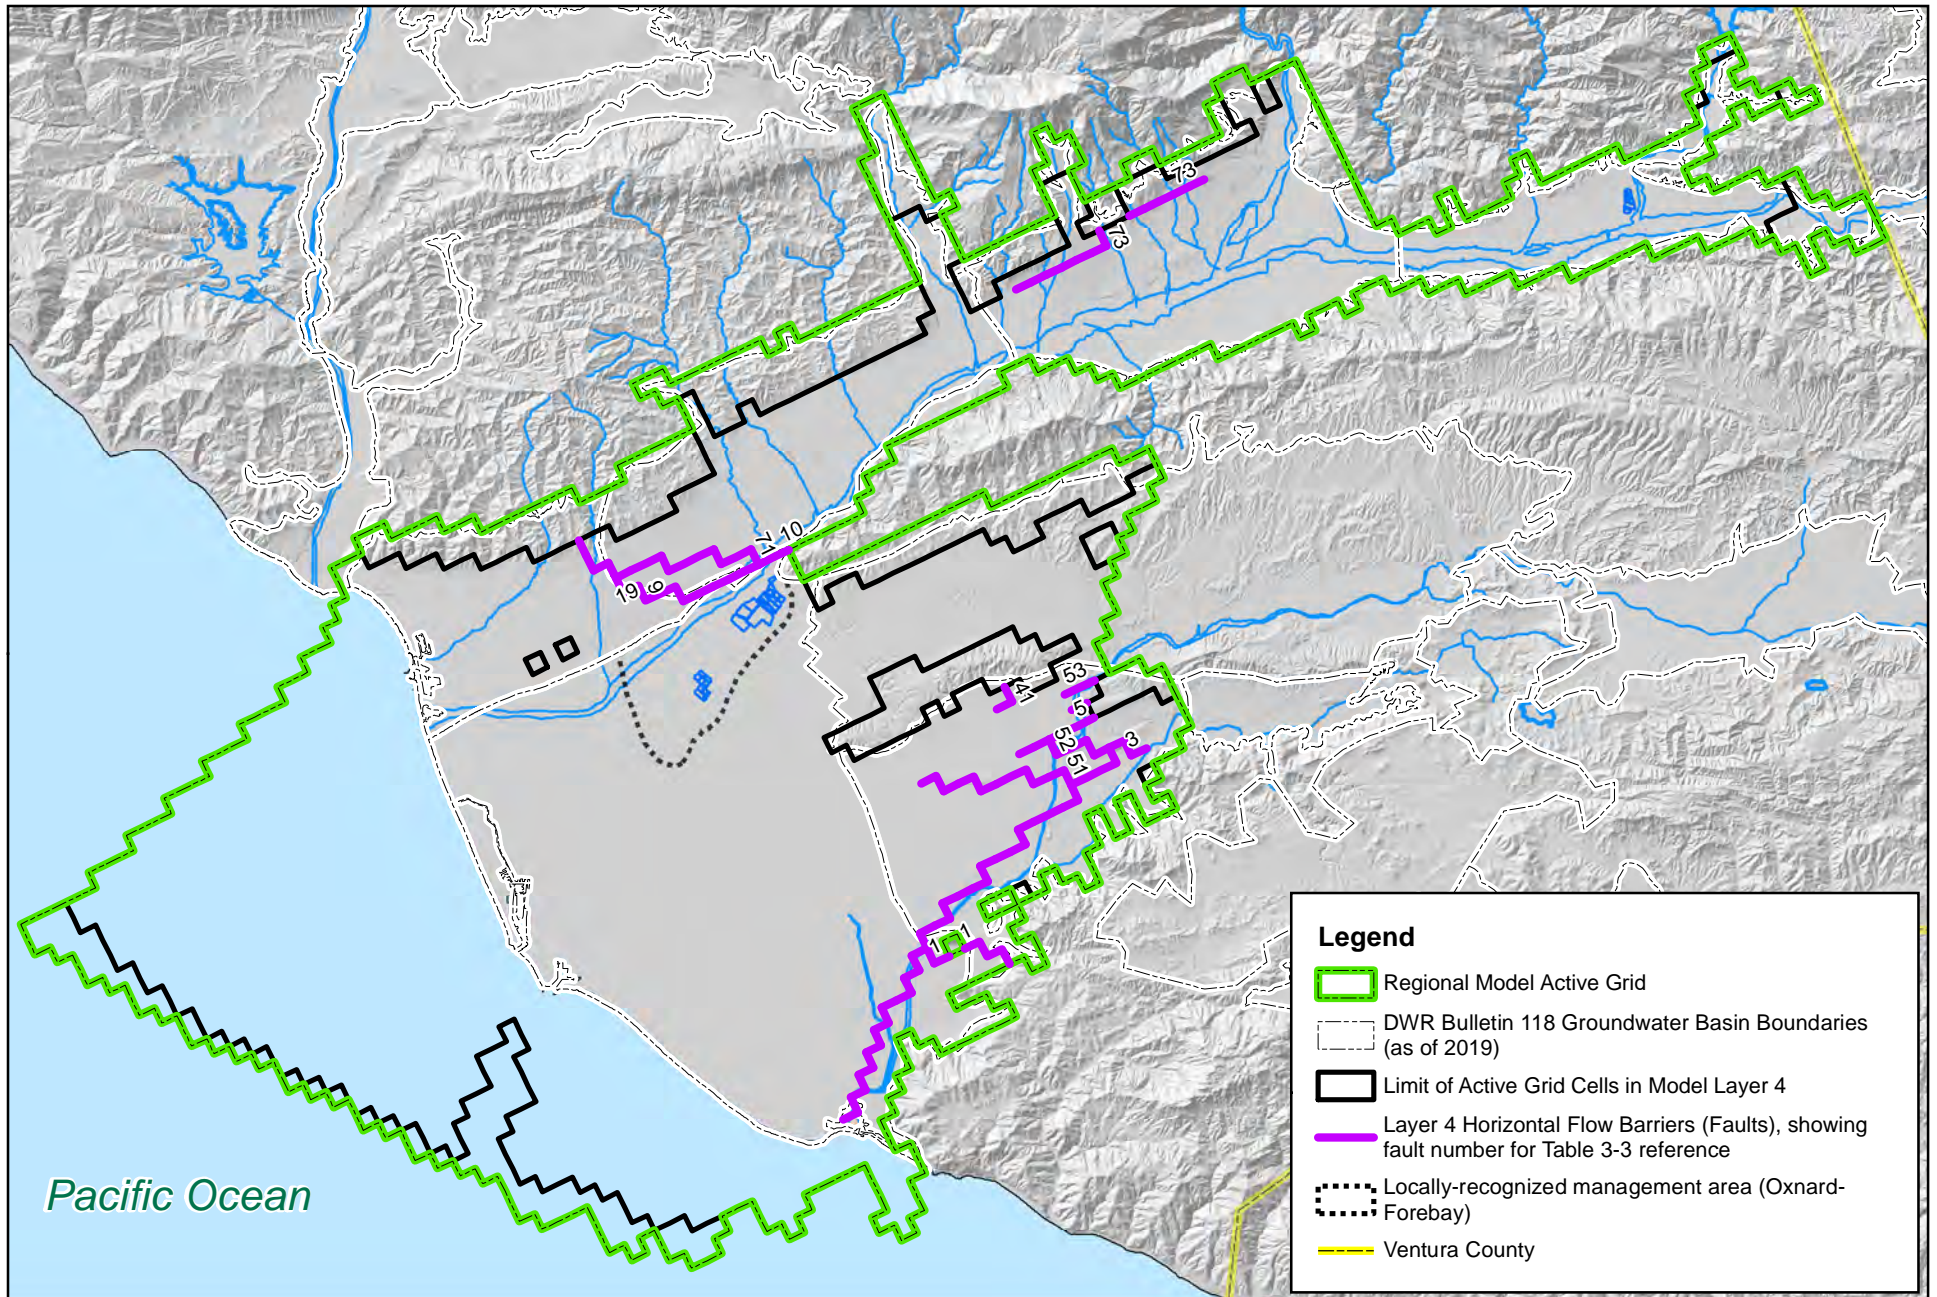 73
73
10
71
19
9
53
41
5
3
52
51
1
1
Pacific Ocean
Legend
Regional Model Active Grid
DWR Bulletin 118 Groundwater Basin Boundaries
(as of 2019)
Limit of Active Grid Cells in Model Layer 4
Layer 4 Horizontal Flow Barriers (Faults), showing
fault number for Table 3-3 reference
Locally-recognized management area (Oxnard-
Forebay)
Ventura County